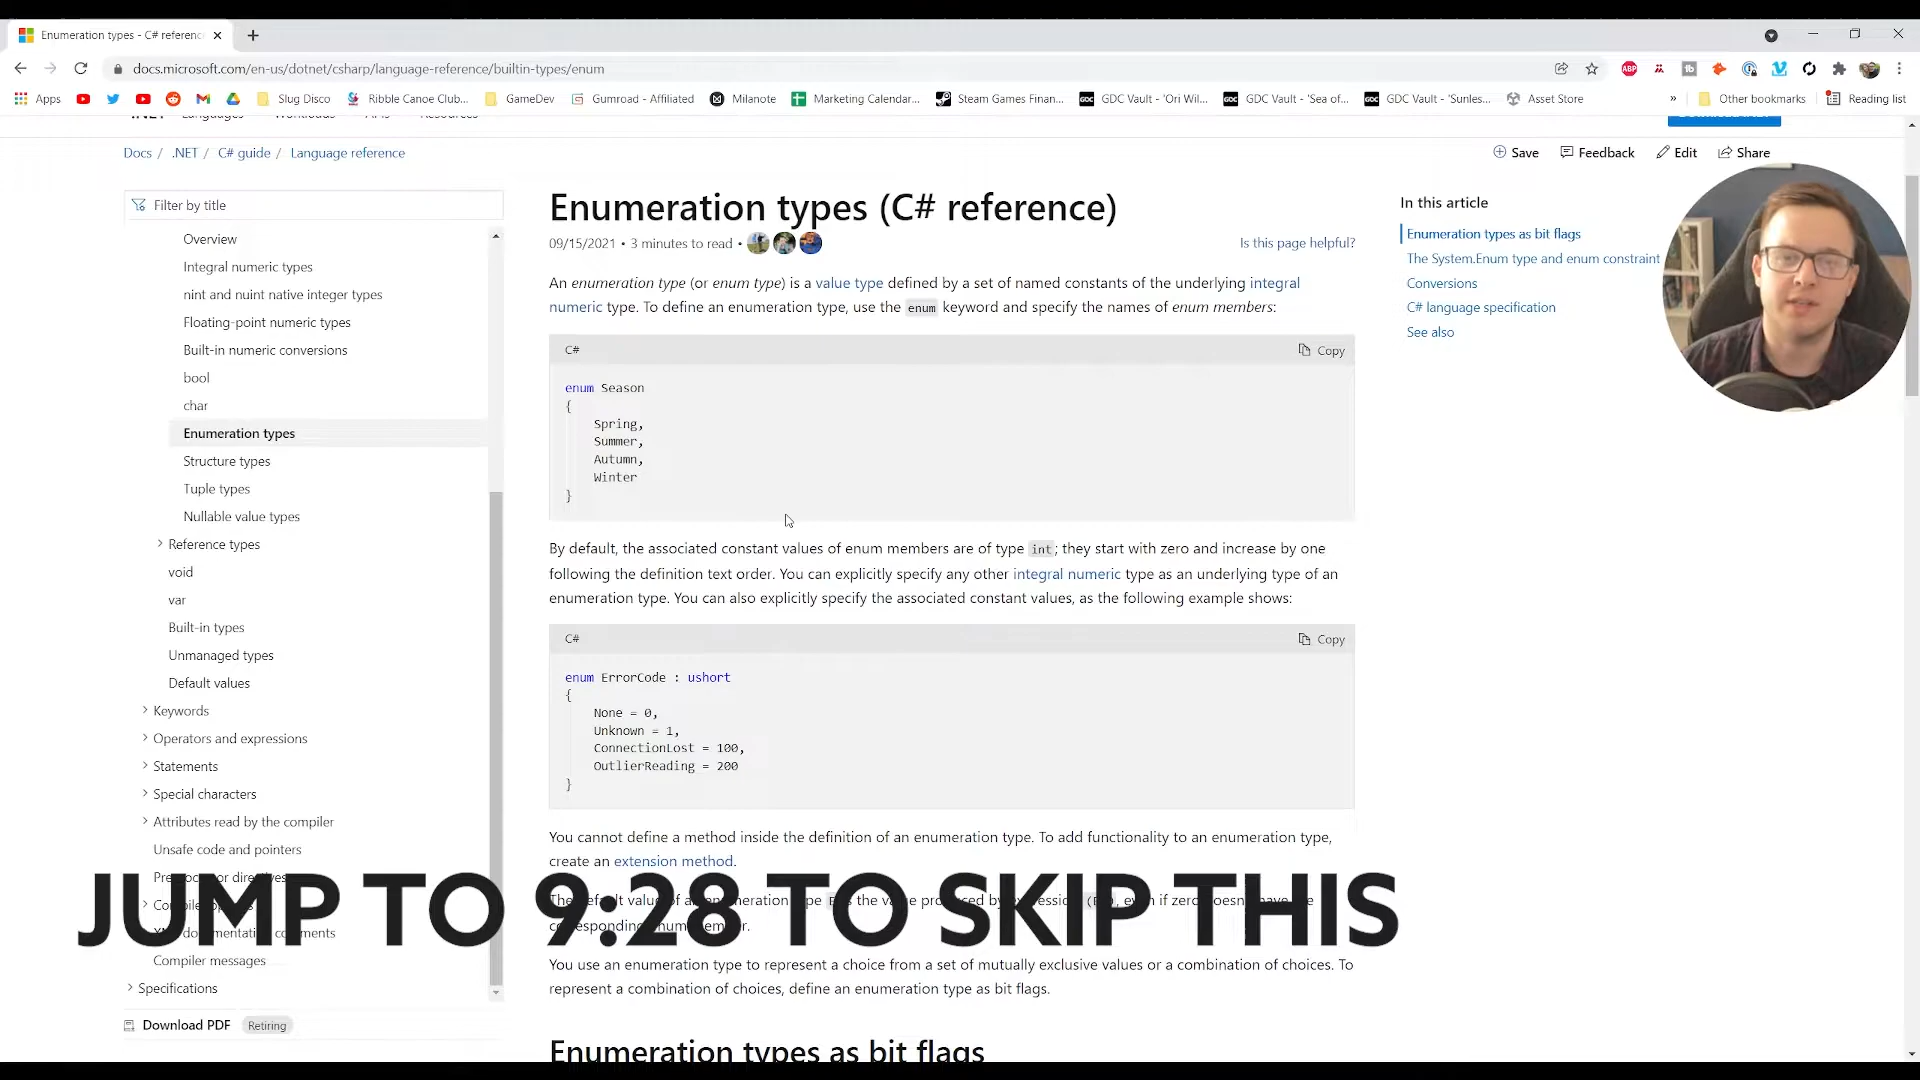 Enumeration types - C# referenc
docs.microsoft.com/en-us/dotnet/csharp/language-reference/builtin-types/enum
ABP
Apps
Slug Disco
Ribble Canoe Club...
GameDev
Gumroad - Affiliated
Milanote
Marketing Calendar...
Steam Games Finan...
GDC Vault - 'Ori Wil...
GDC Vault - 'Sea of...
GDC Vault - 'Sunles...
Asset Store
»
Other bookmarks
Reading list
.NET Languages Workloads APIs Resources
Docs / .NET / C# guide / Language reference
Save
Feedback
Edit
Share
Filter by title
Overview
Integral numeric types
nint and nuint native integer types
Floating-point numeric types
Built-in numeric conversions
bool
char
Enumeration types
Structure types
Tuple types
Nullable value types
Reference types
void
var
Built-in types
Unmanaged types
Default values
Keywords
Operators and expressions
Statements
Special characters
Attributes read by the compiler
Unsafe code and pointers
Compiler messages
Specifications
Download PDF Retiring
Enumeration types (C# reference)
09/15/2021 • 3 minutes to read •
Is this page helpful?
An enumeration type (or enum type) is a value type defined by a set of named constants of the underlying integral
numeric type. To define an enumeration type, use the enum keyword and specify the names of enum members:
C#
Copy
enum Season
{
Spring,
Summer,
Autumn,
Winter
}
By default, the associated constant values of enum members are of type int; they start with zero and increase by one
following the definition text order. You can explicitly specify any other integral numeric type as an underlying type of an
enumeration type. You can also explicitly specify the associated constant values, as the following example shows:
C#
Copy
enum ErrorCode : ushort
{
None = 0,
Unknown = 1,
ConnectionLost = 100,
OutlierReading = 200
}
You cannot define a method inside the definition of an enumeration type. To add functionality to an enumeration type,
create an extension method.
JUMP TO 9:28 TO SKIP THIS
You use an enumeration type to represent a choice from a set of mutually exclusive values or a combination of choices. To
represent a combination of choices, define an enumeration type as bit flags.
Enumeration types as bit flags
In this article
Enumeration types as bit flags
The System.Enum type and enum constraint
Conversions
C# language specification
See also